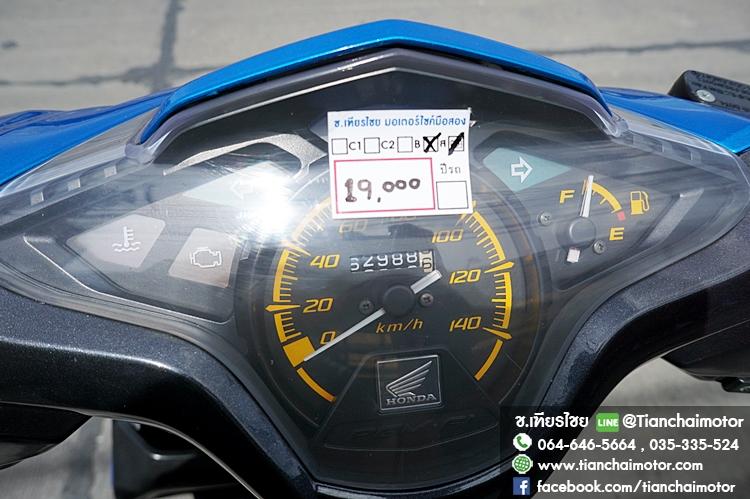 ช.เทียรไชย มอเตอร์ไซค์มือสอง
C1 C2 B ส
19,000 ปีรถ
60 80
40 100
20 120
0 140
62988
km/h
HONDA
F
E
ช.เทียรไชย LINE @Tianchaimotor
064-646-5664 , 035-335-524
www.tianchaimotor.com
facebook.com/tianchaimotor